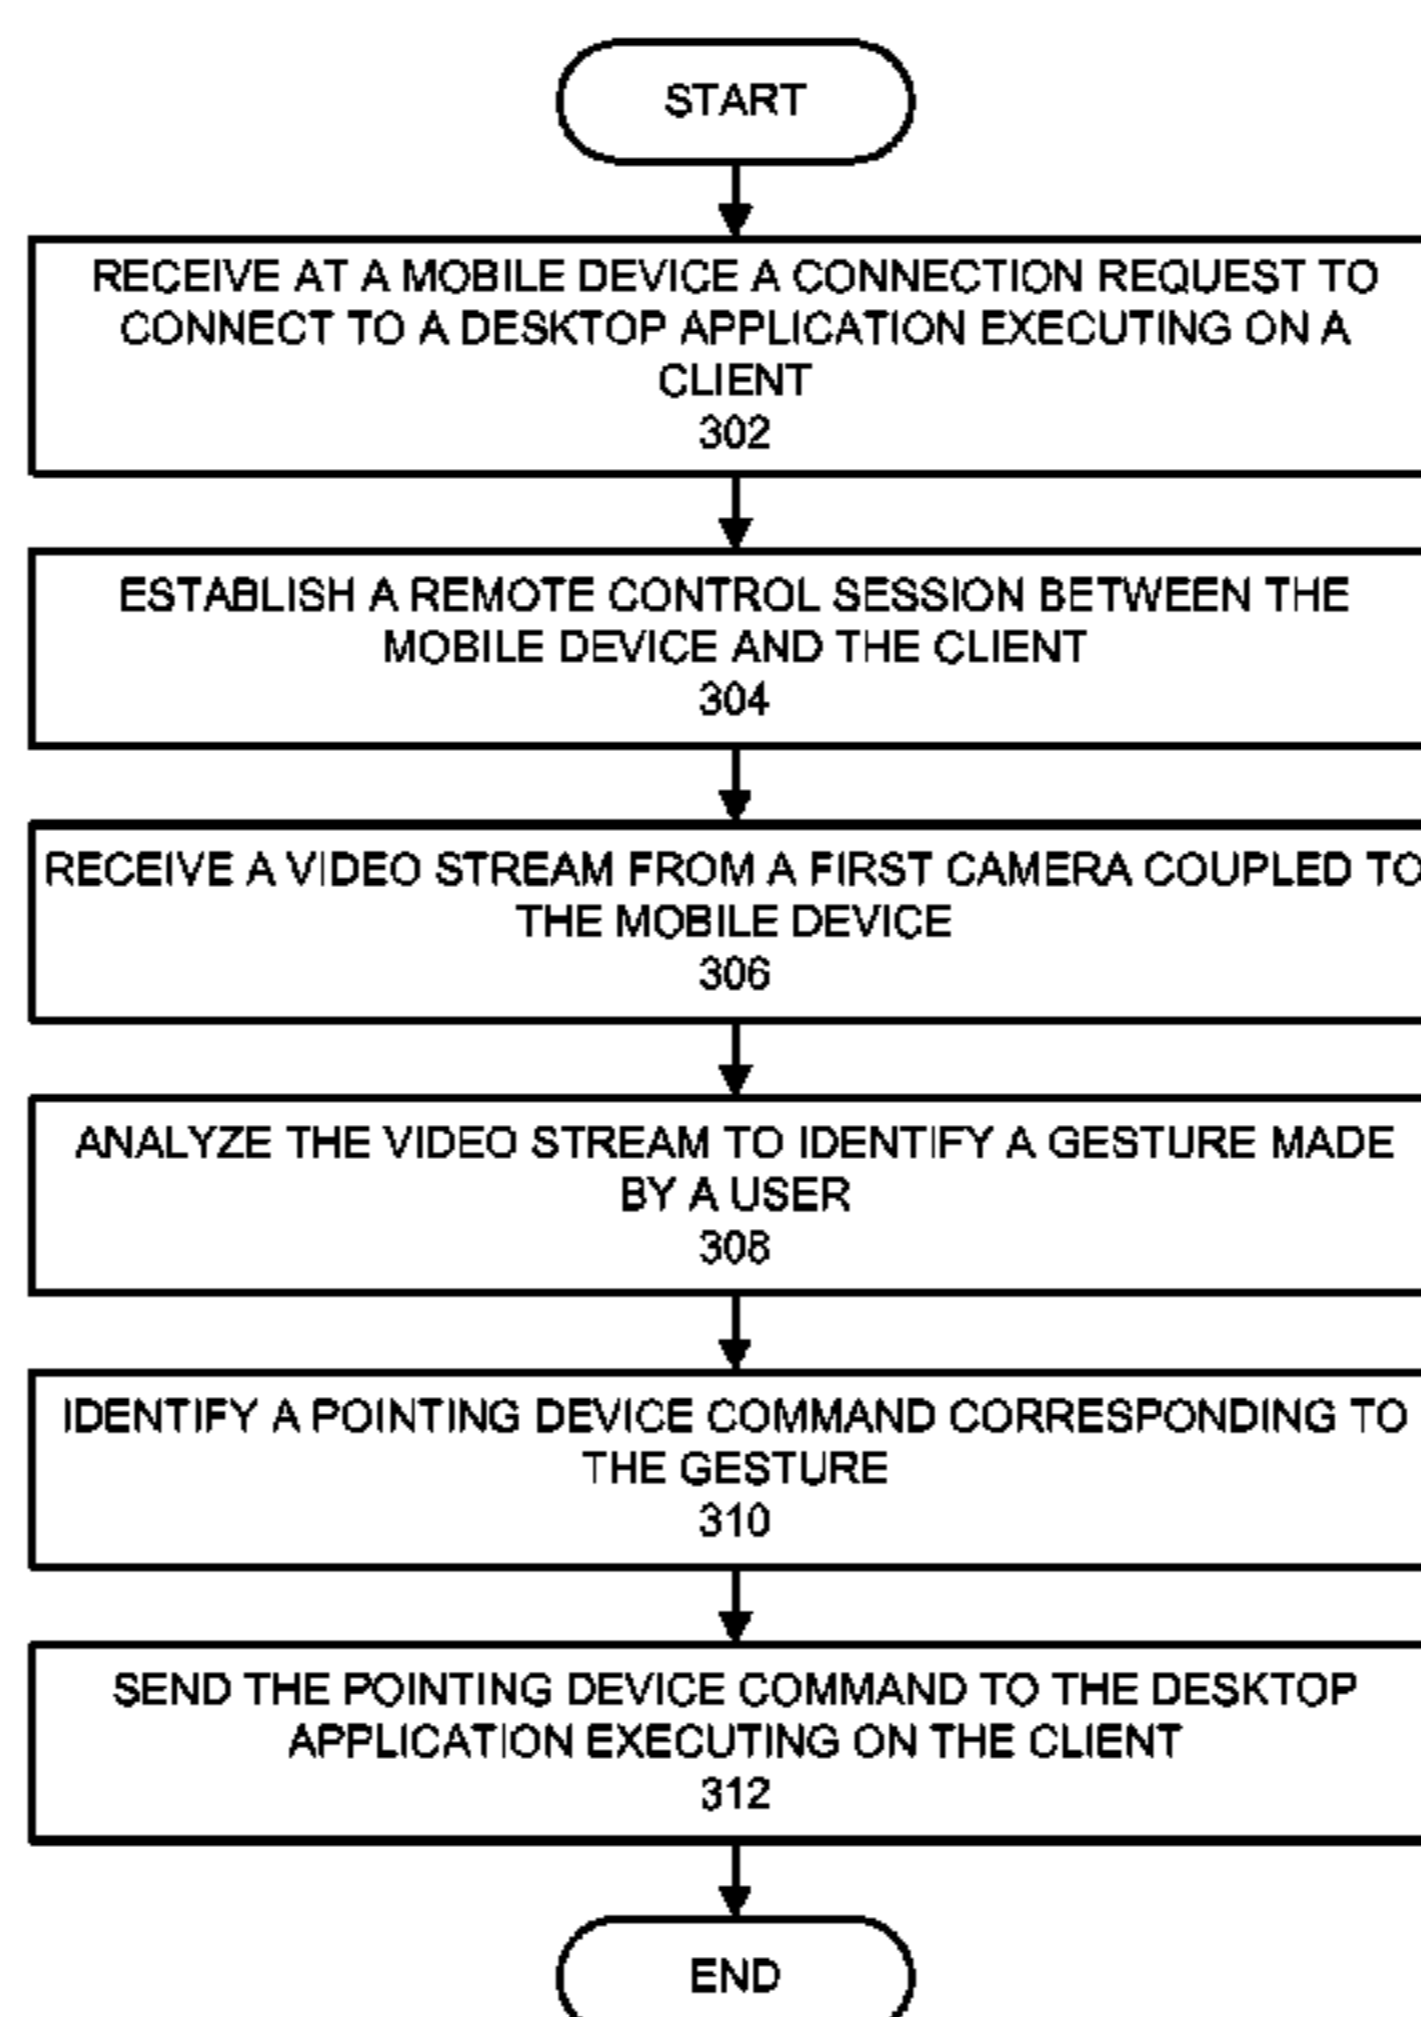 START
RECEIVE AT A MOBILE DEVICE A CONNECTION REQUEST TO
CONNECT TO A DESKTOP APPLICATION EXECUTING ON A
CLIENT
302
ESTABLISH A REMOTE CONTROL SESSION BETWEEN THE
MOBILE DEVICE AND THE CLIENT
304
RECEIVE A VIDEO STREAM FROM A FIRST CAMERA COUPLED TO
THE MOBILE DEVICE
306
ANALYZE THE VIDEO STREAM TO IDENTIFY A GESTURE MADE
BY A USER
308
IDENTIFY A POINTING DEVICE COMMAND CORRESPONDING TO
THE GESTURE
310
SEND THE POINTING DEVICE COMMAND TO THE DESKTOP
APPLICATION EXECUTING ON THE CLIENT
312
END